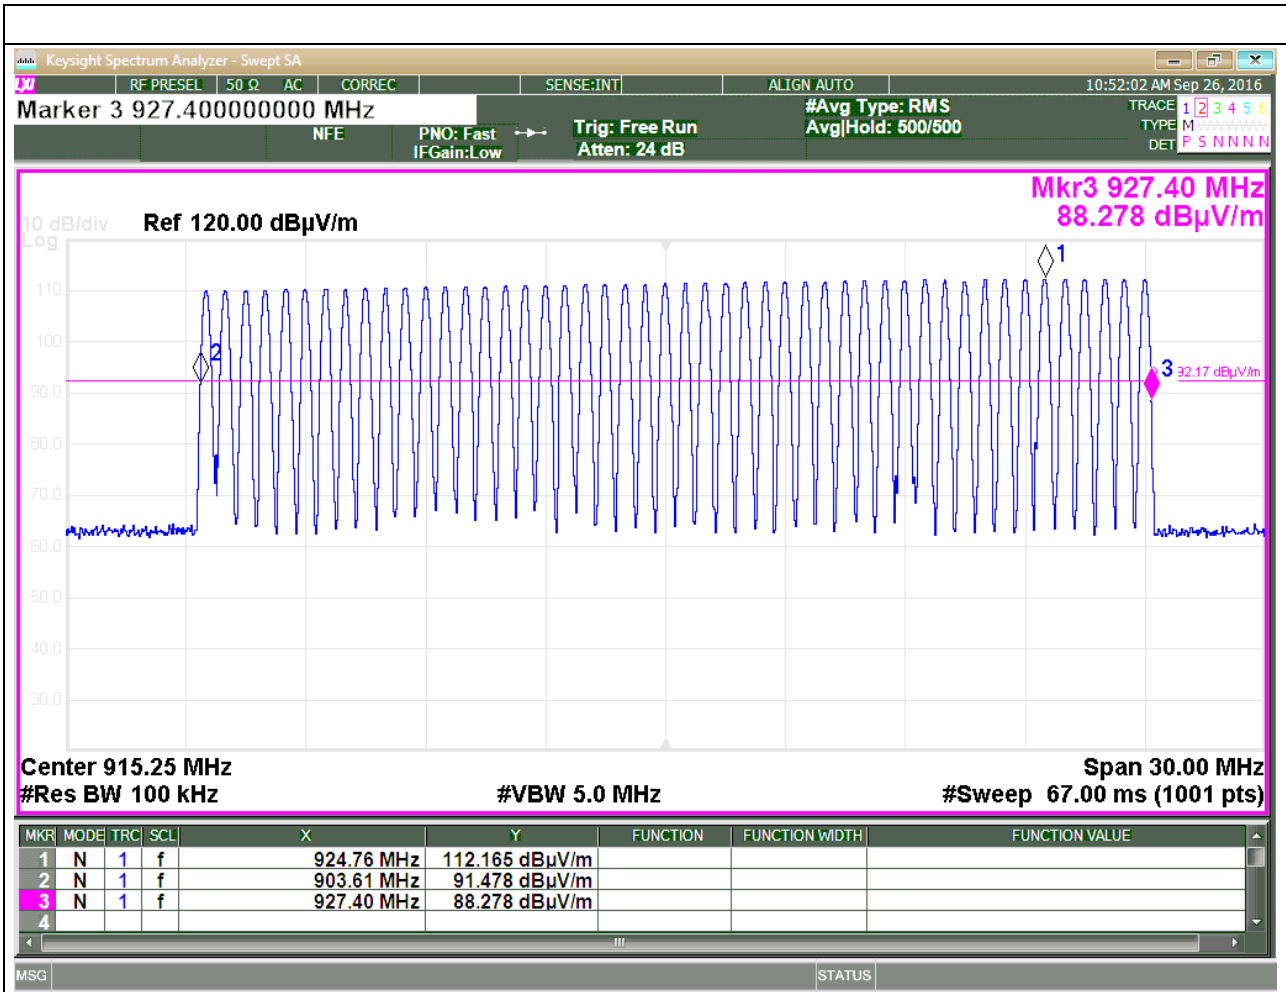 Keysight Spectrum Analyzer - Swept SA
LXI RF PRESEL 50 Ω AC CORREC SENSE:INT ALIGN AUTO 10:52:02 AM Sep 26, 2016
Marker 3 927.400000000 MHz #Avg Type: RMS TRACE 1 2 3 4 5 6
NFE PNO: Fast Trig: Free Run Avg|Hold: 500/500 TYPE M WWWWW
IFGain:Low Atten: 24 dB DET P S N N N N
Mkr3 927.40 MHz
88.278 dBµV/m
10 dB/div Ref 120.00 dBµV/m
Log
1
110
100
2
3 92.17 dBµV/m
90.0
80.0
70.0
60.0
50.0
40.0
30.0
Center 915.25 MHz Span 30.00 MHz
#Res BW 100 kHz #VBW 5.0 MHz #Sweep 67.00 ms (1001 pts)
MKR MODE TRC SCL X Y FUNCTION FUNCTION WIDTH FUNCTION VALUE
1 N 1 f 924.76 MHz 112.165 dBµV/m
2 N 1 f 903.61 MHz 91.478 dBµV/m
3 N 1 f 927.40 MHz 88.278 dBµV/m
4
MSG STATUS